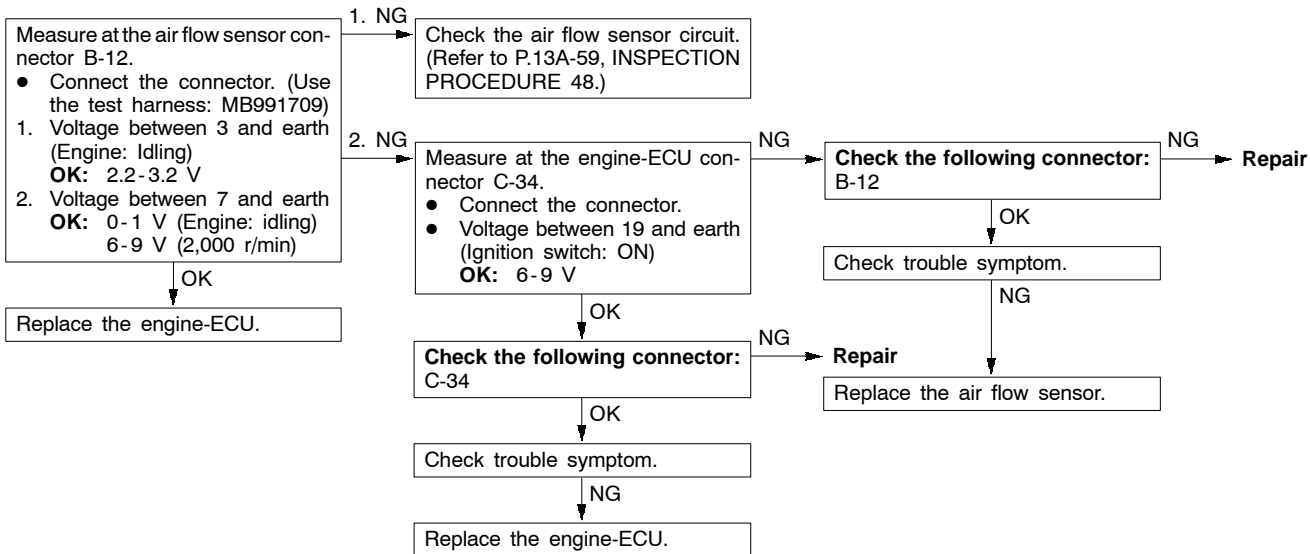 Measure at the air flow sensor con-
nector B-12.
● Connect the connector. (Use
the test harness: MB991709)
1. Voltage between 3 and earth
(Engine: Idling)
OK: 2.2-3.2 V
2. Voltage between 7 and earth
OK: 0-1 V (Engine: idling)
6-9 V (2,000 r/min)
1. NG
Check the air flow sensor circuit.
(Refer to P.13A-59, INSPECTION
PROCEDURE 48.)
2. NG
Measure at the engine-ECU con-
nector C-34.
● Connect the connector.
● Voltage between 19 and earth
(Ignition switch: ON)
OK: 6-9 V
NG
Check the following connector:
B-12
NG
Repair
OK
Check trouble symptom.
NG
Replace the air flow sensor.
OK
Replace the engine-ECU.
OK
Check the following connector:
C-34
NG
Repair
OK
Check trouble symptom.
NG
Replace the engine-ECU.